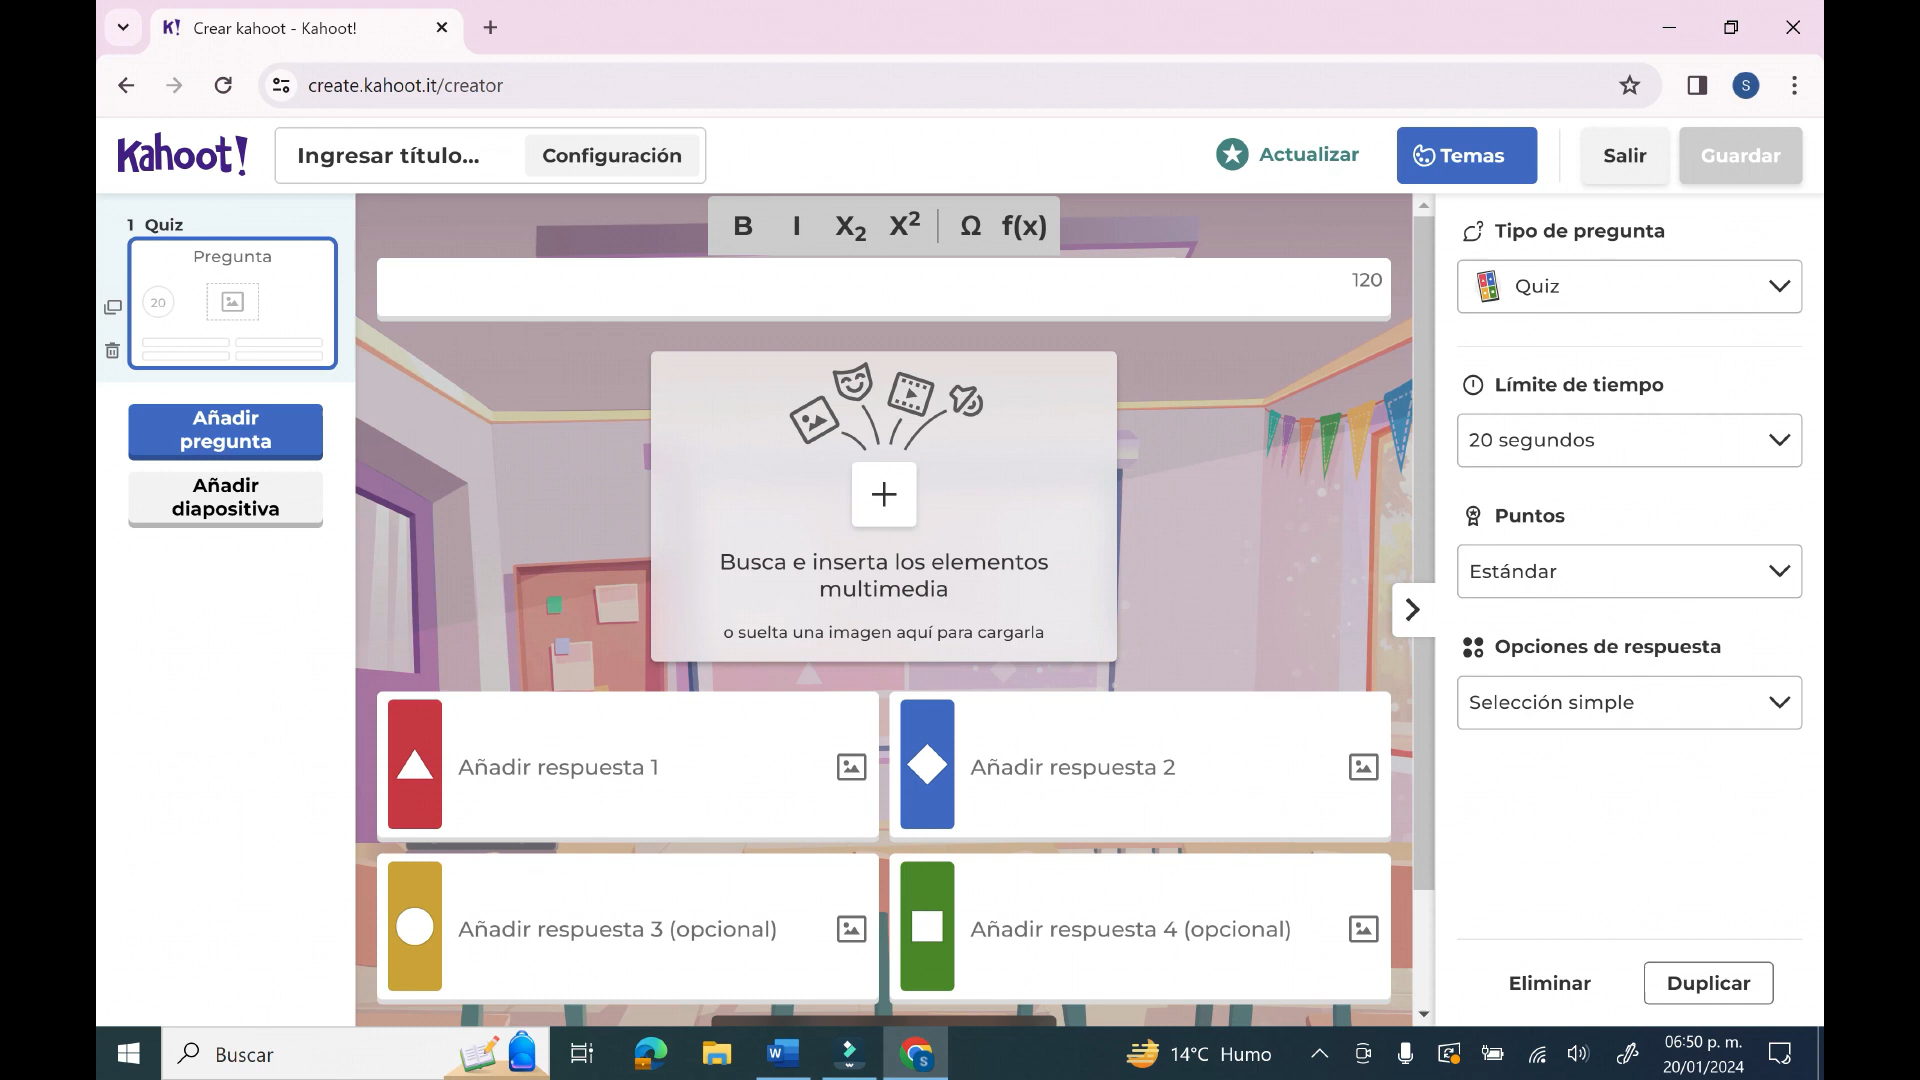 Crear kahoot - Kahoot!
create.kahoot.it/creator
S
Kahoot!
Ingresar título...
Configuración
Actualizar
Temas
Salir
Guardar
1 Quiz
Pregunta
20
Añadir
pregunta
Añadir
diapositiva
B I X₂ X² Ω f(x)
120
Busca e inserta los elementos
multimedia
o suelta una imagen aquí para cargarla
Añadir respuesta 1
Añadir respuesta 2
Añadir respuesta 3 (opcional)
Añadir respuesta 4 (opcional)
Tipo de pregunta
Quiz
Límite de tiempo
20 segundos
Puntos
Estándar
Opciones de respuesta
Selección simple
Eliminar
Duplicar
Buscar
14°C Humo
06:50 p. m.
20/01/2024